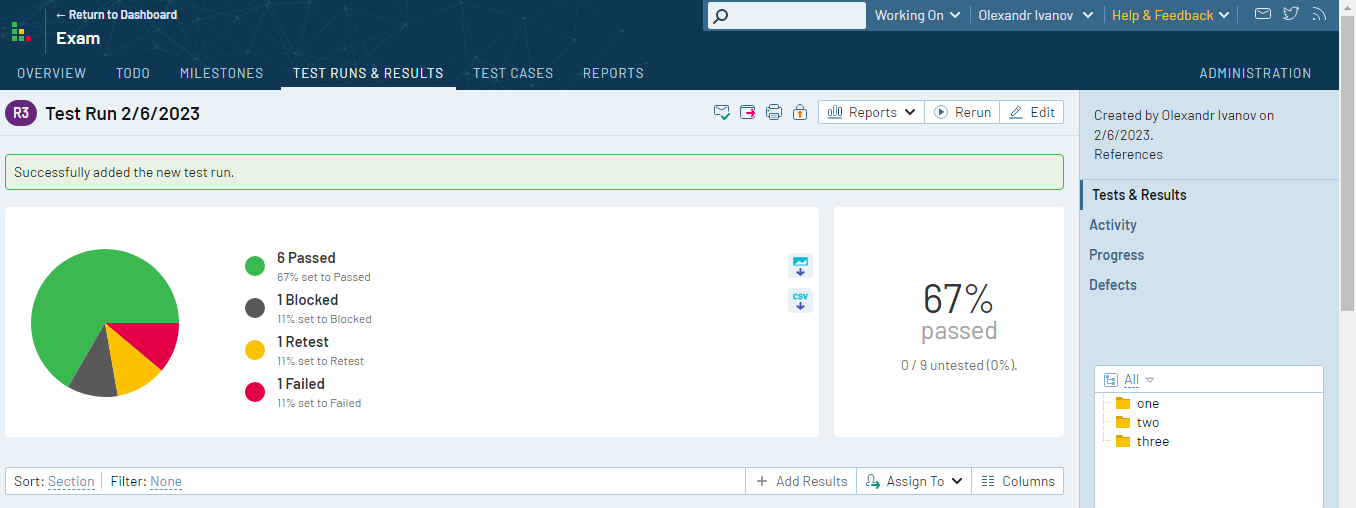 ← Return to Dashboard
Exam
Working On
Olexandr Ivanov
Help & Feedback
OVERVIEW TODO MILESTONES TEST RUNS & RESULTS TEST CASES REPORTS ADMINISTRATION
R3 Test Run 2/6/2023
Reports Rerun Edit
Successfully added the new test run.
6 Passed
67% set to Passed
1 Blocked
11% set to Blocked
1 Retest
11% set to Retest
1 Failed
11% set to Failed
CSV
67%
passed
0 / 9 untested (0%).
Sort: Section Filter: None
+ Add Results Assign To Columns
Created by Olexandr Ivanov on
2/6/2023.
References
Tests & Results
Activity
Progress
Defects
All
one
two
three